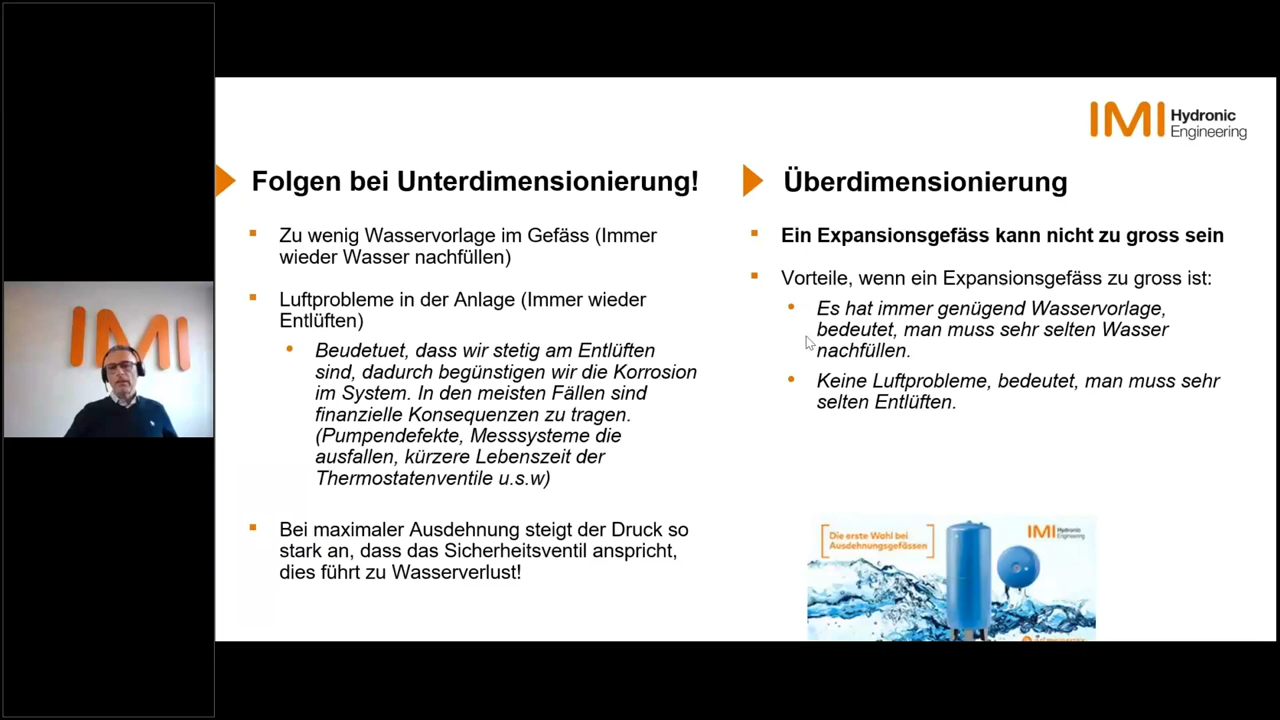 IMI
IMI Hydronic
Engineering
Folgen bei Unterdimensionierung!
Zu wenig Wasservorlage im Gefäss (Immer
wieder Wasser nachfüllen)
Luftprobleme in der Anlage (Immer wieder
Entlüften)
Beudetuet, dass wir stetig am Entlüften
sind, dadurch begünstigen wir die Korrosion
im System. In den meisten Fällen sind
finanzielle Konsequenzen zu tragen.
(Pumpendefekte, Messsysteme die
ausfallen, kürzere Lebenszeit der
Thermostatenventile u.s.w)
Bei maximaler Ausdehnung steigt der Druck so
stark an, dass das Sicherheitsventil anspricht,
dies führt zu Wasserverlust!
Überdimensionierung
Ein Expansionsgefäss kann nicht zu gross sein
Vorteile, wenn ein Expansionsgefäss zu gross ist:
Es hat immer genügend Wasservorlage,
bedeutet, man muss sehr selten Wasser
nachfüllen.
Keine Luftprobleme, bedeutet, man muss sehr
selten Entlüften.
Die erste Wahl bei
Ausdehnungsgefässen
IMI Hydronic
Engineering